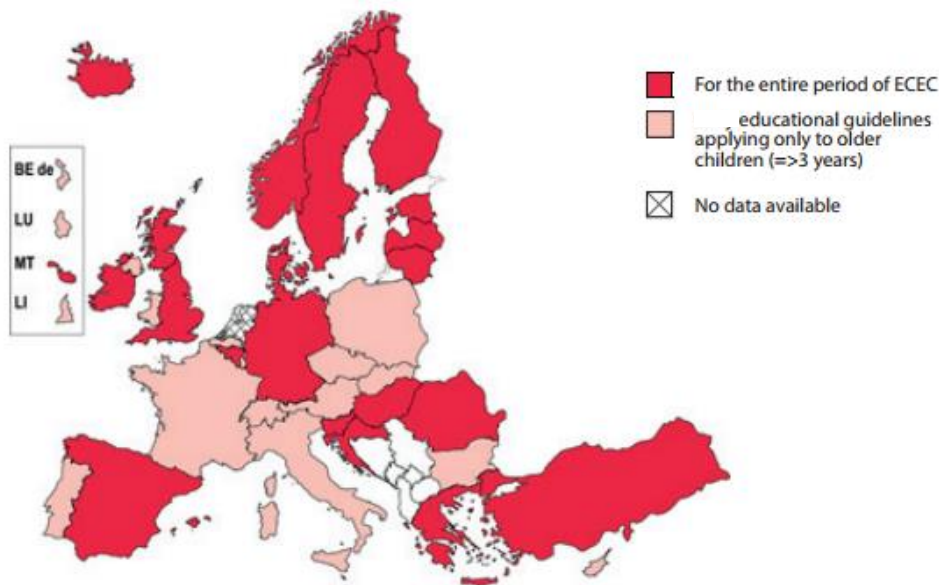 For the entire period of ECEC
educational guidelines
applying only to older
children (=>3 years)
No data available
BE de
LU
MT
LI